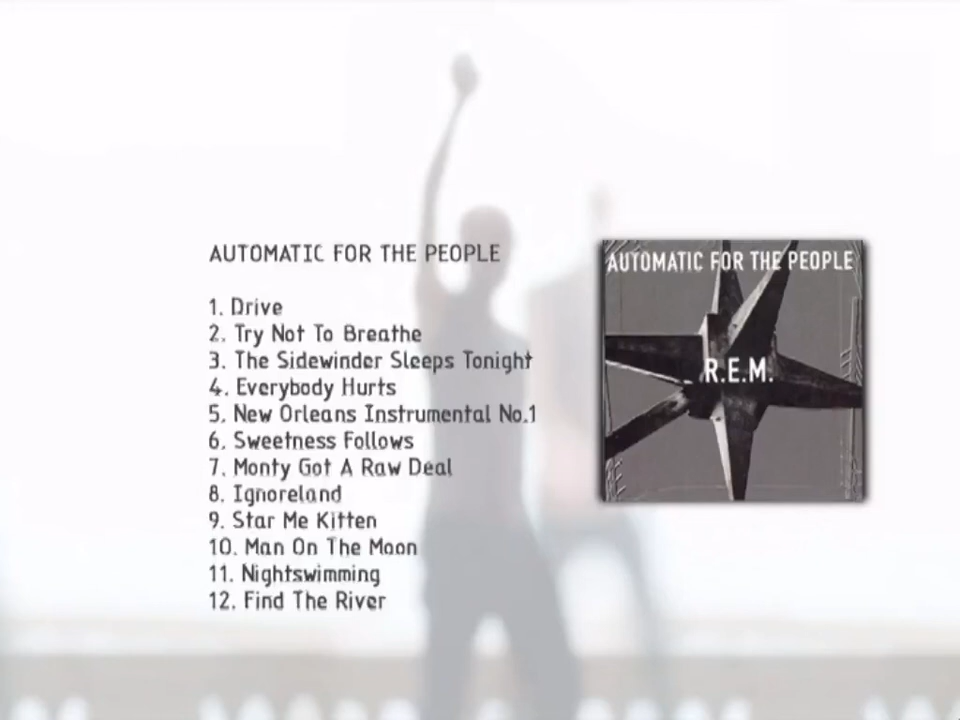 AUTOMATIC FOR THE PEOPLE
1. Drive
2. Try Not To Breathe
3. The Sidewinder Sleeps Tonight
4. Everybody Hurts
5. New Orleans Instrumental No.1
6. Sweetness Follows
7. Monty Got A Raw Deal
8. Ignoreland
9. Star Me Kitten
10. Man On The Moon
11. Nightswimming
12. Find The River
AUTOMATIC FOR THE PEOPLE
R.E.M.